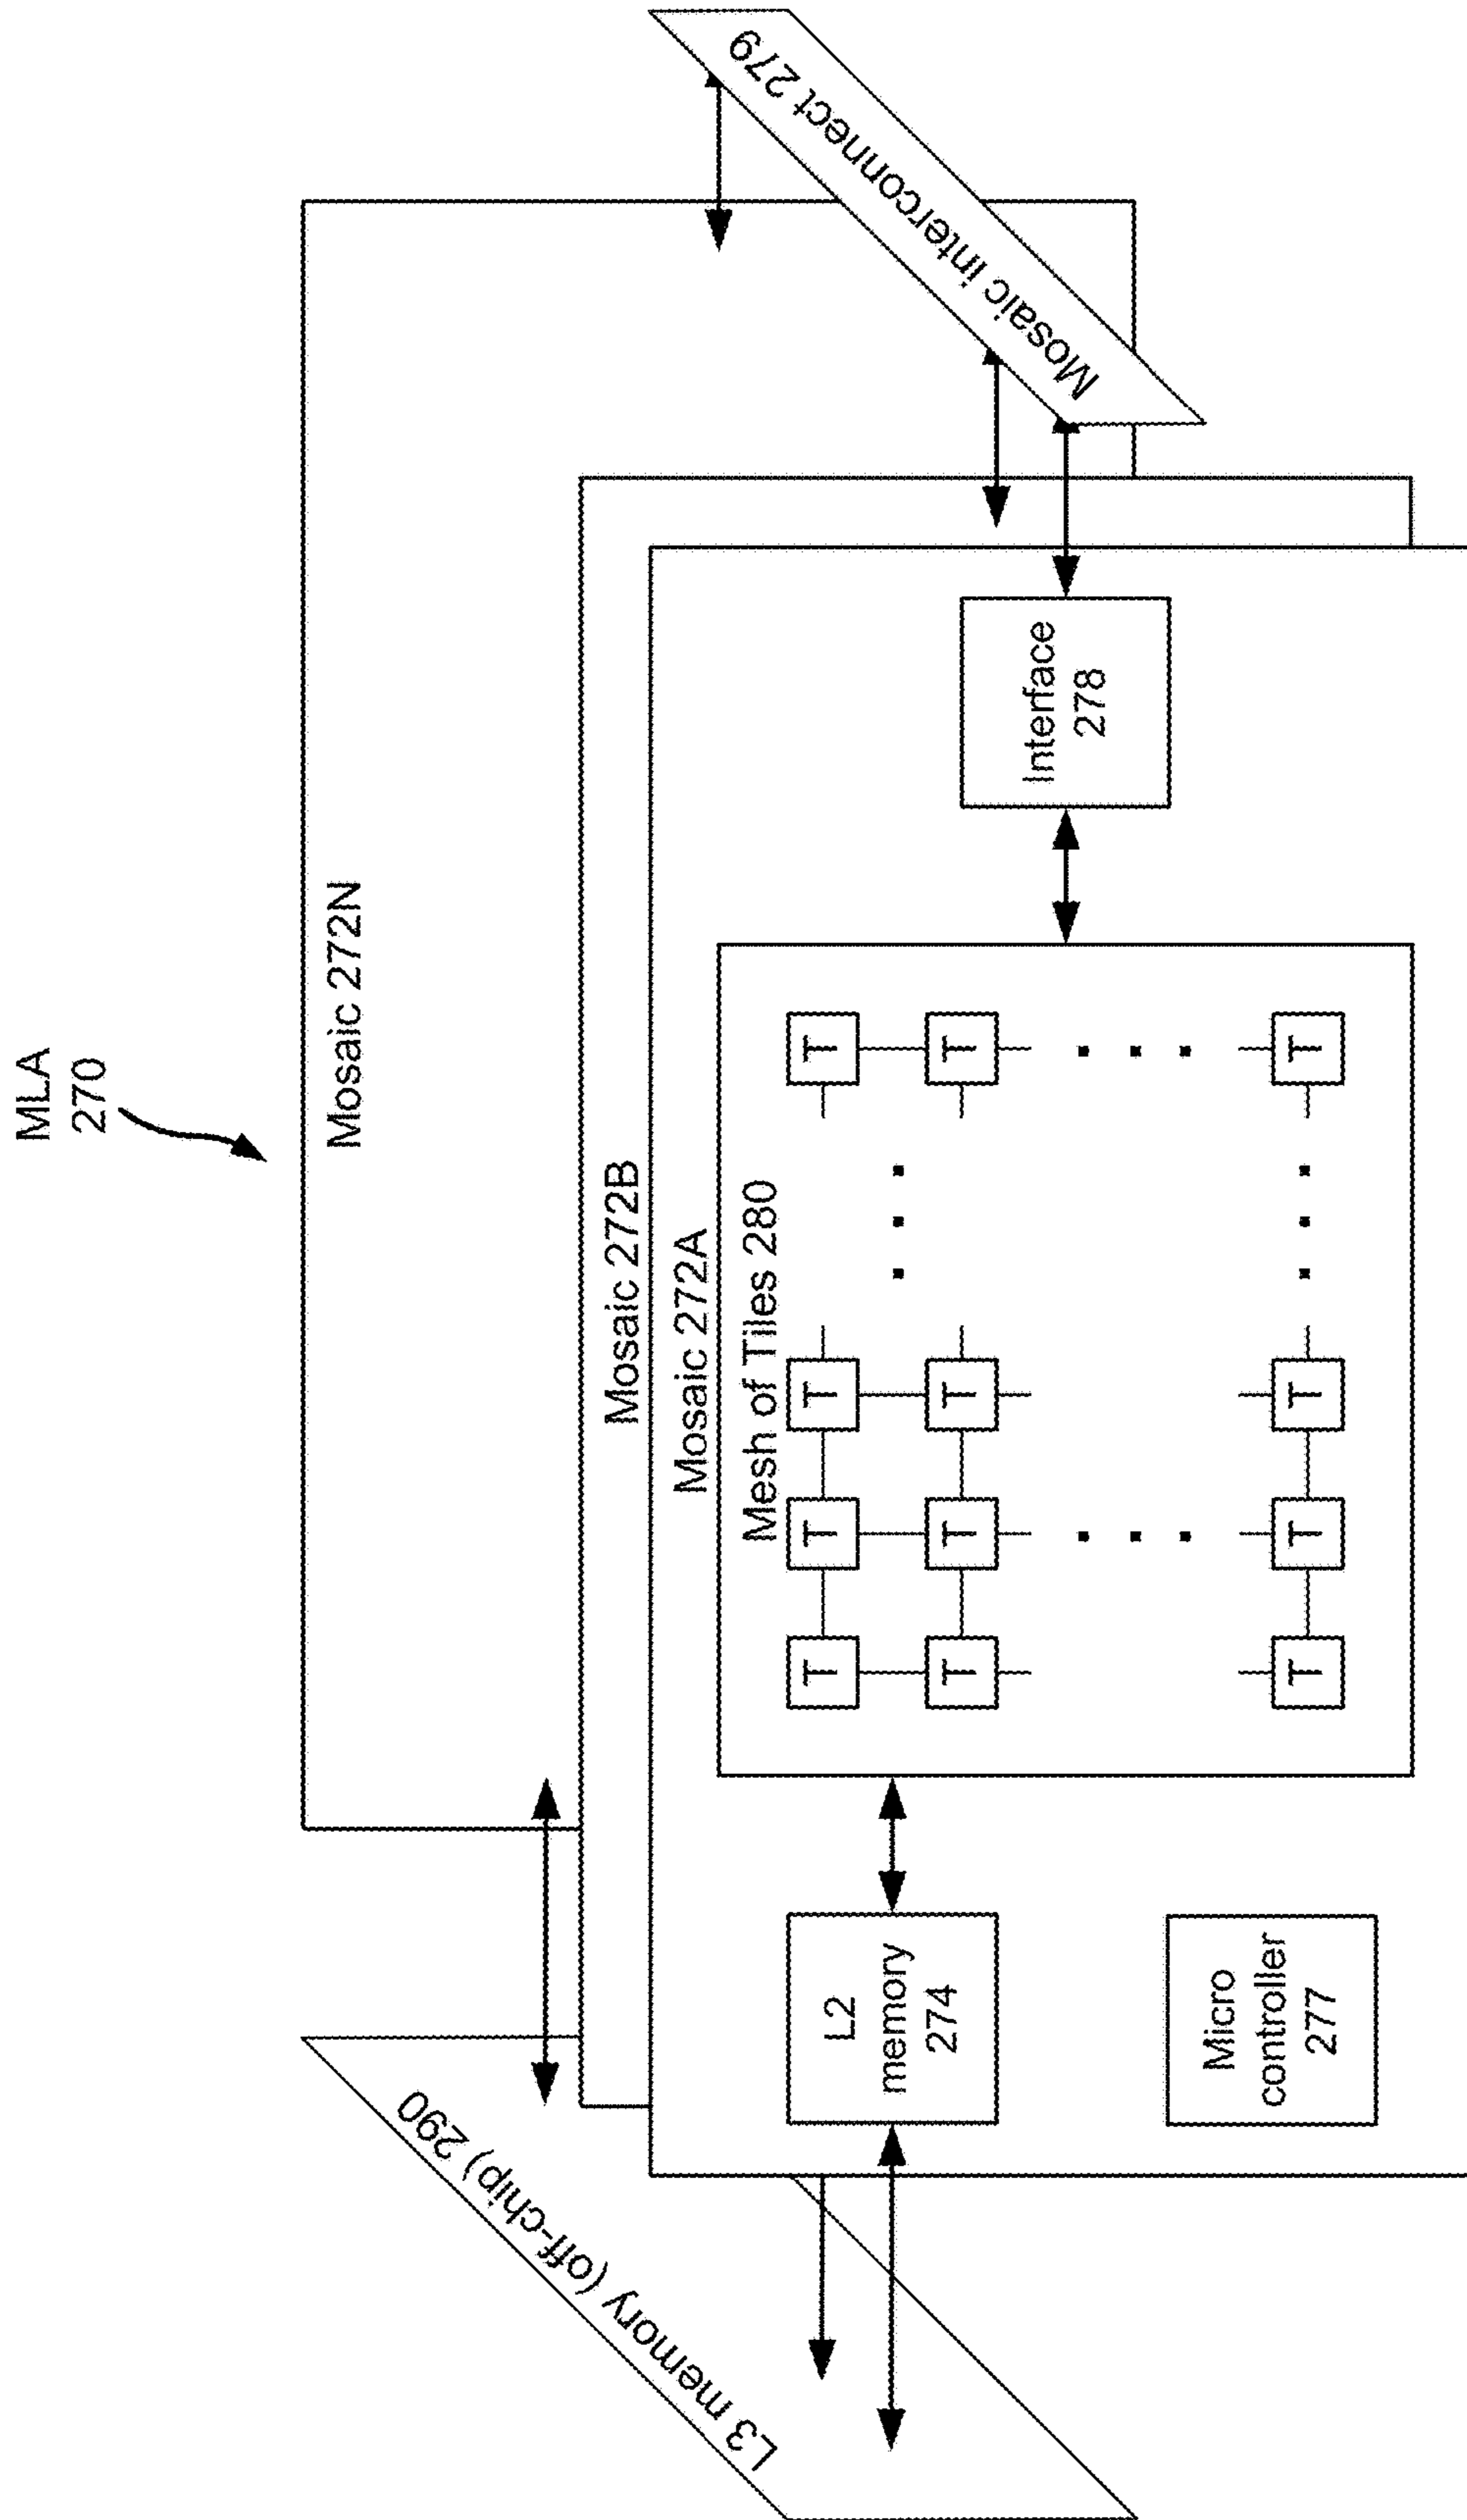 MLA
270
Mosaic 272N
L3 memory (off-chip) 290
Mosaic 272B
Mosaic 272A
Mesh of Tiles 280
T T T T
T T T T
T T T T
L2
memory
274
Micro
controller
277
Interface
278
Mosaic interconnect 279